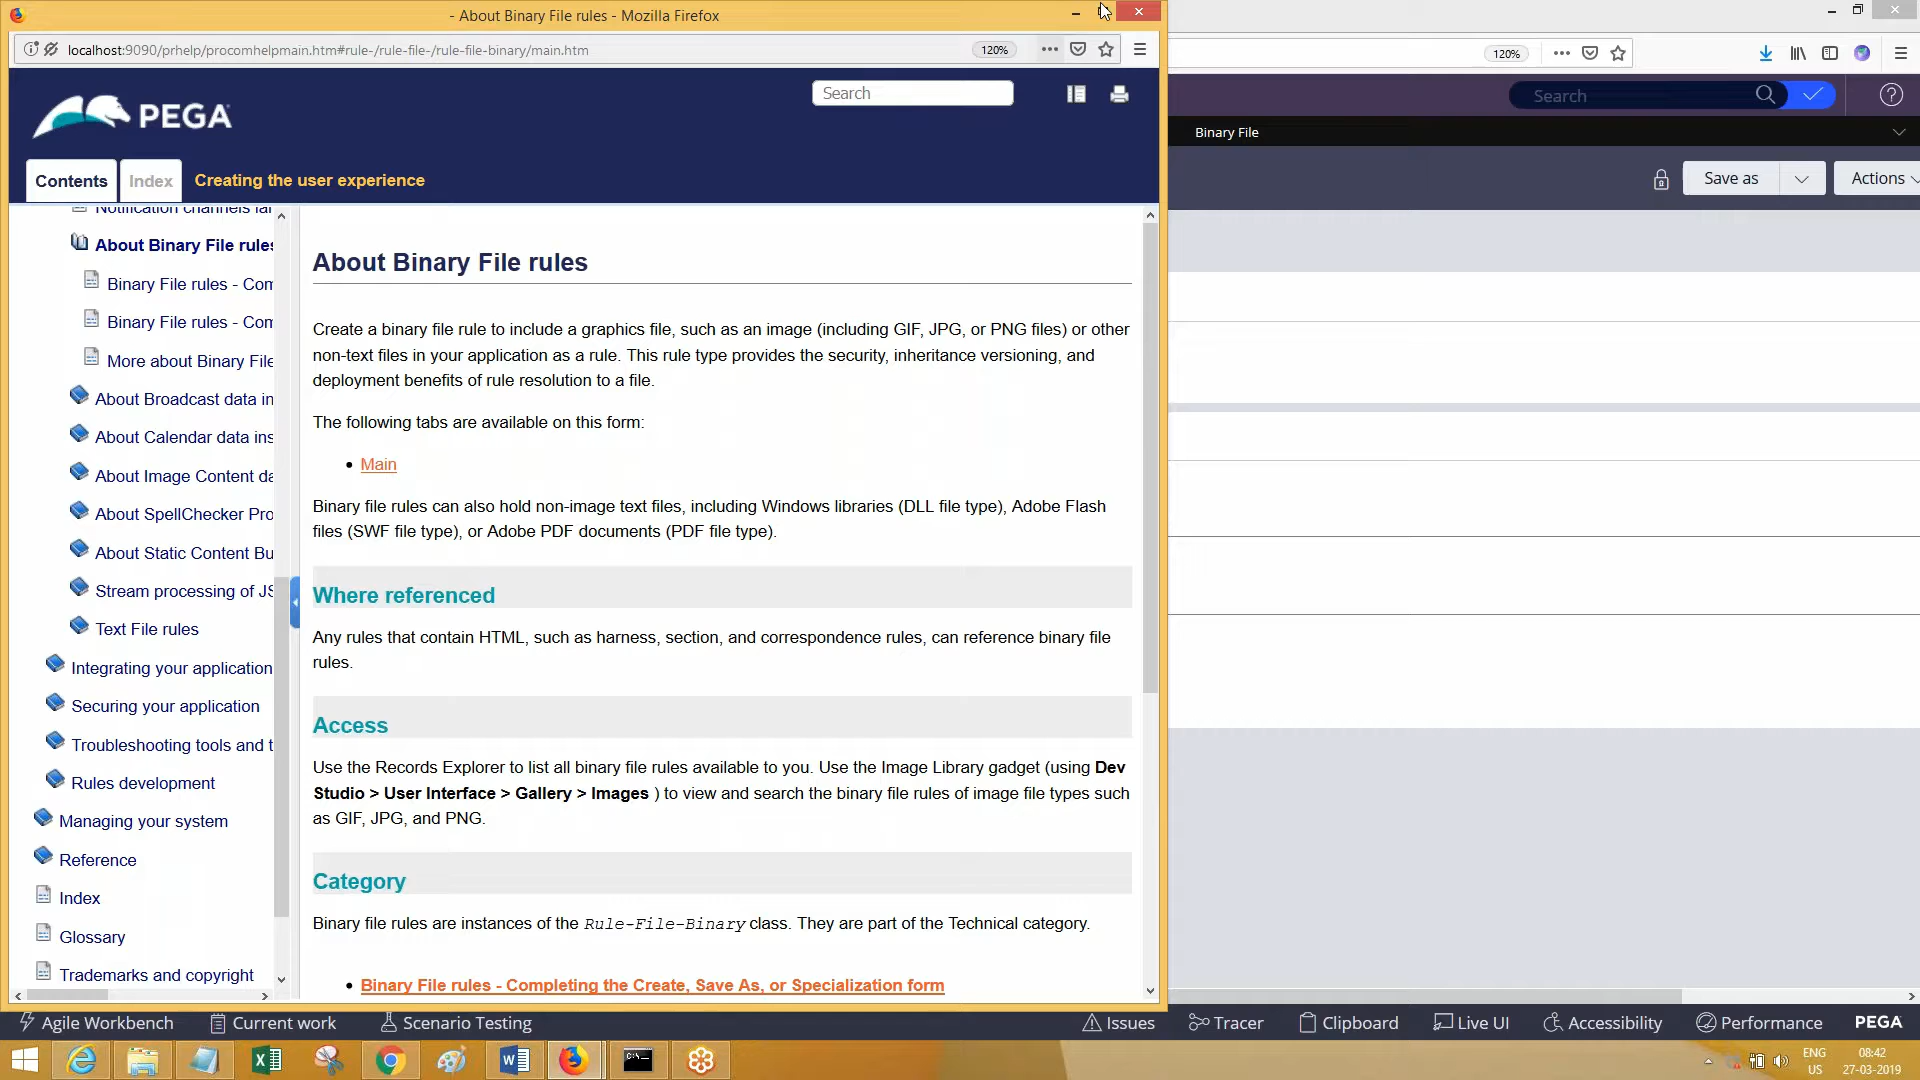 - About Binary File rules - Mozilla Firefox
localhost:9090/prhelp/procomhelpmain.htm#rule-/rule-file-/rule-file-binary/main.htm
120%
120%
PEGA
Search
Search
Binary File
Contents
Index
Creating the user experience
Save as
Actions
Notification channels lan
About Binary File rules
Binary File rules - Com
Binary File rules - Com
More about Binary File
About Broadcast data in
About Calendar data ins
About Image Content da
About SpellChecker Pro
About Static Content Bu
Stream processing of JS
Text File rules
Integrating your application
Securing your application
Troubleshooting tools and t
Rules development
Managing your system
Reference
Index
Glossary
Trademarks and copyright
About Binary File rules
Create a binary file rule to include a graphics file, such as an image (including GIF, JPG, or PNG files) or other
non-text files in your application as a rule. This rule type provides the security, inheritance versioning, and
deployment benefits of rule resolution to a file.
The following tabs are available on this form:
• Main
Binary file rules can also hold non-image text files, including Windows libraries (DLL file type), Adobe Flash
files (SWF file type), or Adobe PDF documents (PDF file type).
Where referenced
Any rules that contain HTML, such as harness, section, and correspondence rules, can reference binary file
rules.
Access
Use the Records Explorer to list all binary file rules available to you. Use the Image Library gadget (using Dev
Studio > User Interface > Gallery > Images ) to view and search the binary file rules of image file types such
as GIF, JPG, and PNG.
Category
Binary file rules are instances of the Rule-File-Binary class. They are part of the Technical category.
• Binary File rules - Completing the Create, Save As, or Specialization form
Agile Workbench
Current work
Scenario Testing
Issues
Tracer
Clipboard
Live UI
Accessibility
Performance
PEGA
ENG
US
08:42
27-03-2019